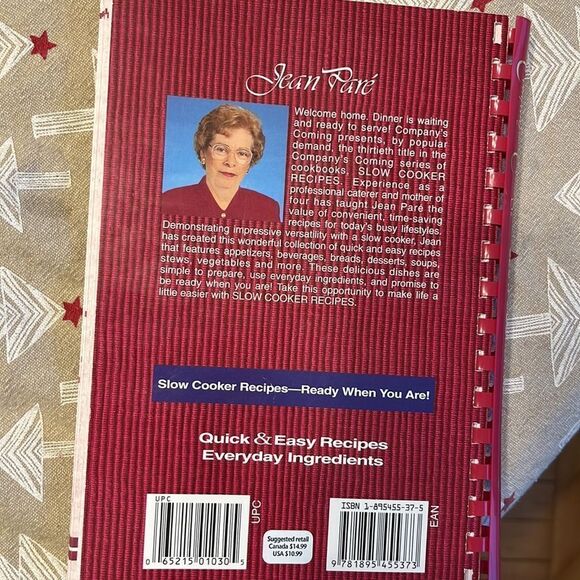 Jean Paré
Welcome home. Dinner is waiting
and ready to serve! Company's
Coming presents, by popular
demand, the thirtieth title in the
Company's Coming series of
cookbooks, SLOW COOKER
RECIPES. Experience as a
professional caterer and mother of
four has taught Jean Paré the
value of convenient, time-saving
recipes for today's busy lifestyles.
Demonstrating impressive versatility with a slow cooker, Jean
has created this wonderful collection of quick and easy recipes
that features appetizers, beverages, breads, desserts, soups,
stews, vegetables and more. These delicious dishes are
simple to prepare, use everyday ingredients, and promise to
be ready when you are! Take this opportunity to make life a
little easier with SLOW COOKER RECIPES.
Slow Cooker Recipes—Ready When You Are!
Quick & Easy Recipes
Everyday Ingredients
UPC
0 65215 01030 5
UPC
Suggested retail
Canada $14.99
USA $10.99
ISBN 1-895455-37-5
9 781895 455373
EAN